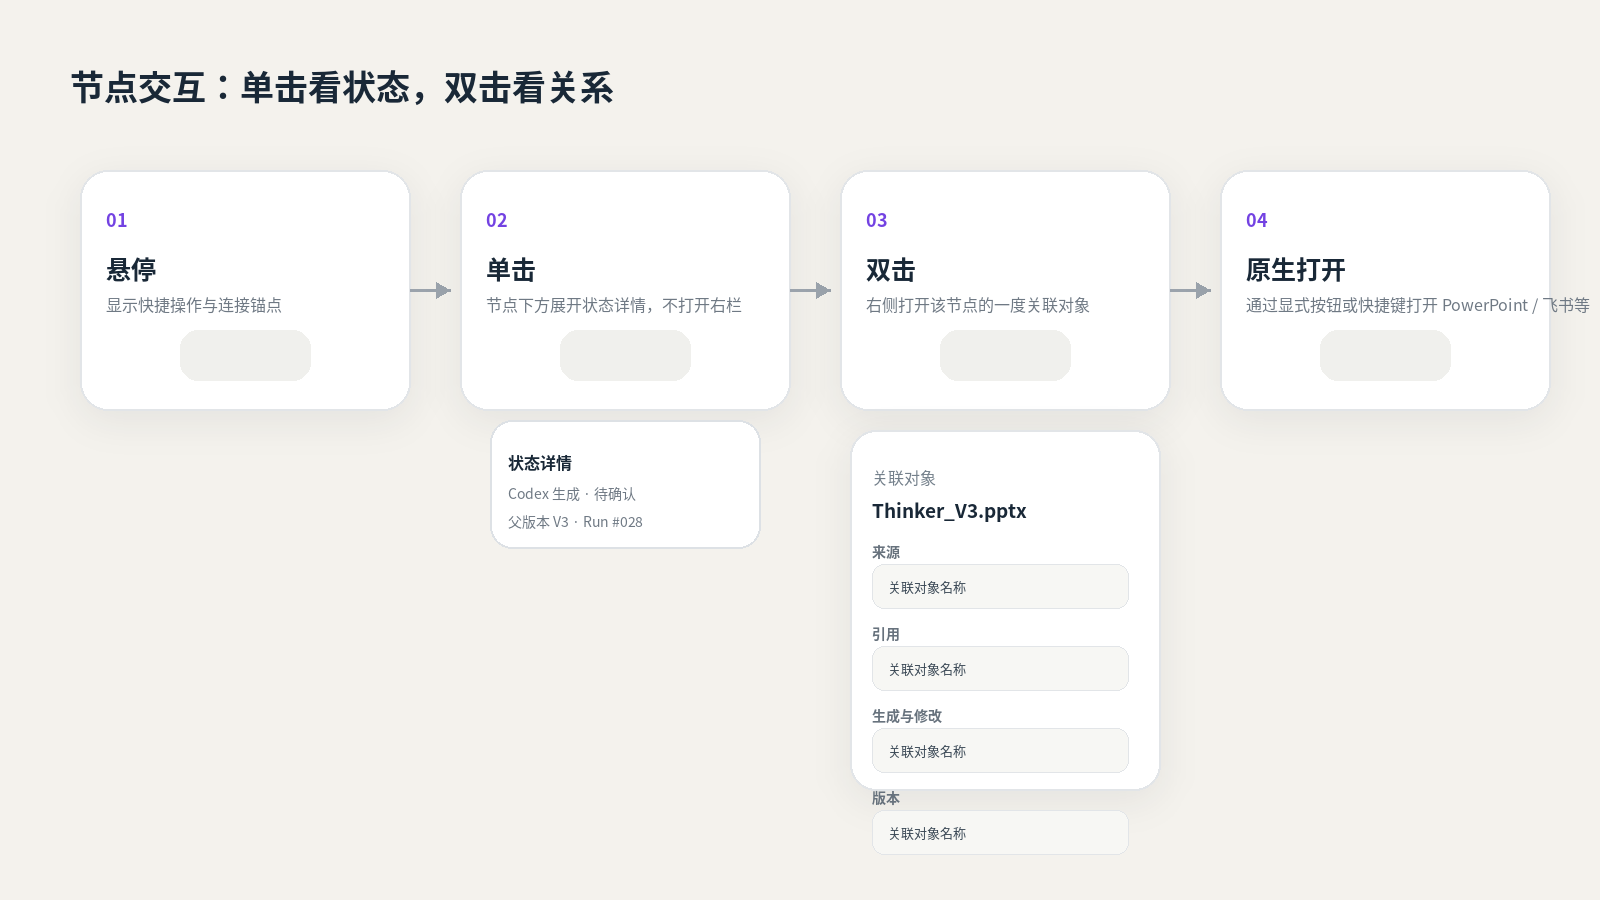 节点交互：单击看状态，双击看关系
01
悬停
显示快捷操作与连接锚点
02
单击
节点下方展开状态详情，不打开右栏
03
双击
右侧打开该节点的一度关联对象
04
原生打开
通过显式按钮或快捷键打开 PowerPoint / 飞书等
状态详情
Codex 生成 · 待确认
父版本 V3 · Run #028
关联对象
Thinker_V3.pptx
来源
关联对象名称
引用
关联对象名称
生成与修改
关联对象名称
版本
关联对象名称